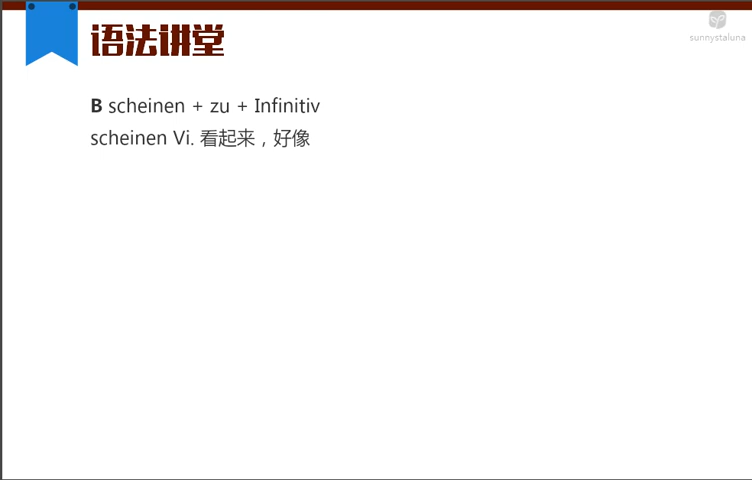 语法讲堂
sunnystaluna
B scheinen + zu + Infinitiv
scheinen Vi. 看起来，好像